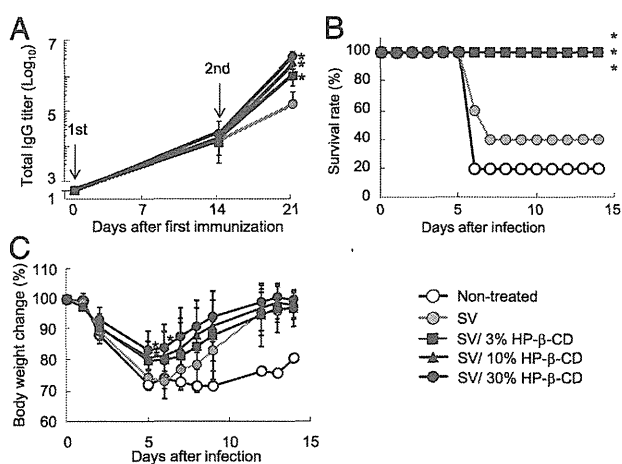 A
Total IgG titer (Log10)
7
5
3
1
1st
2nd
*
*
*
0 7 14 21
Days after first immunization
B
Survival rate (%)
100
80
60
40
20
0
*
*
*
0 5 10 15
Days after infection
C
Body weight change (%)
110
100
90
80
70
60
*
*
*
0 5 10 15
Days after infection
Non-treated
SV
SV/ 3% HP-β-CD
SV/ 10% HP-β-CD
SV/ 30% HP-β-CD